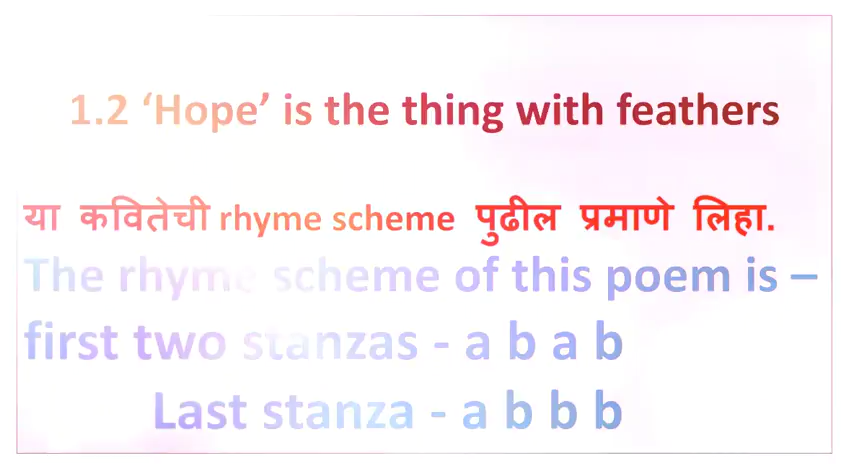 1.2 ‘Hope’ is the thing with feathers
या कवितेची rhyme scheme पुढील प्रमाणे लिहा.
The rhyme scheme of this poem is –
first two stanzas - a b a b
Last stanza - a b b b